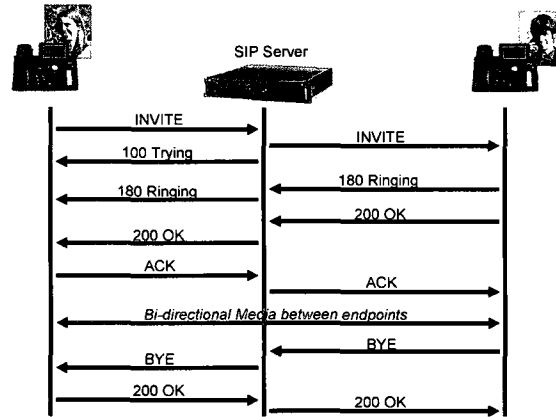 SIP Server
INVITE
INVITE
100 Trying
180 Ringing
180 Ringing
200 OK
200 OK
ACK
ACK
Bi-directional Media between endpoints
BYE
BYE
200 OK
200 OK